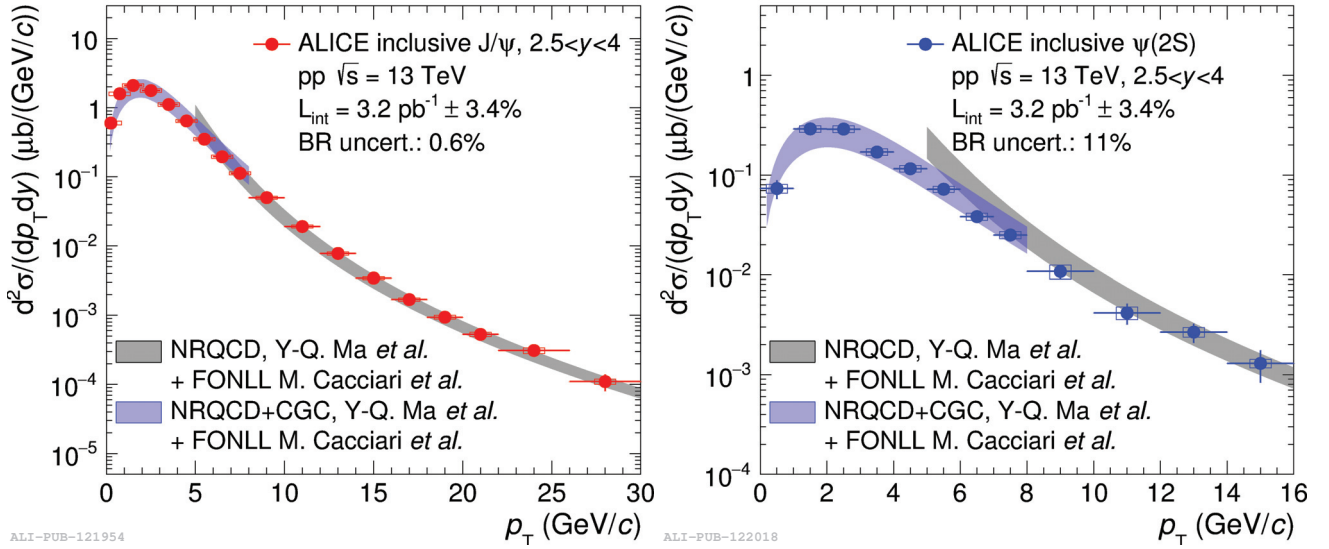 d²σ/(dp_T dy) (μb/(GeV/c))
10
1
10⁻¹
10⁻²
10⁻³
10⁻⁴
10⁻⁵
ALICE inclusive J/ψ, 2.5<y<4
pp √s = 13 TeV
L_int = 3.2 pb⁻¹ ± 3.4%
BR uncert.: 0.6%
NRQCD, Y-Q. Ma et al.
+ FONLL M. Cacciari et al.
NRQCD+CGC, Y-Q. Ma et al.
+ FONLL M. Cacciari et al.
0 5 10 15 20 25 30
p_T (GeV/c)
ALI-PUB-121954
d²σ/(dp_T dy) (μb/(GeV/c))
1
10⁻¹
10⁻²
10⁻³
10⁻⁴
ALICE inclusive ψ(2S)
pp √s = 13 TeV, 2.5<y<4
L_int = 3.2 pb⁻¹ ± 3.4%
BR uncert.: 11%
NRQCD, Y-Q. Ma et al.
+ FONLL M. Cacciari et al.
NRQCD+CGC, Y-Q. Ma et al.
+ FONLL M. Cacciari et al.
0 2 4 6 8 10 12 14 16
p_T (GeV/c)
ALI-PUB-122018